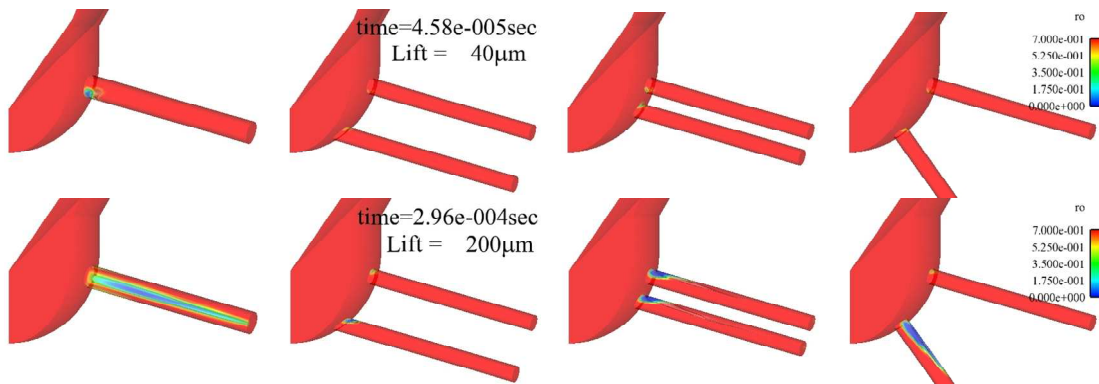 time=4.58e-005sec
Lift = 40μm
ro
7.000e-001
5.250e-001
3.500e-001
1.750e-001
0.000e+000
time=2.96e-004sec
Lift = 200μm
ro
7.000e-001
5.250e-001
3.500e-001
1.750e-001
0.000e+000